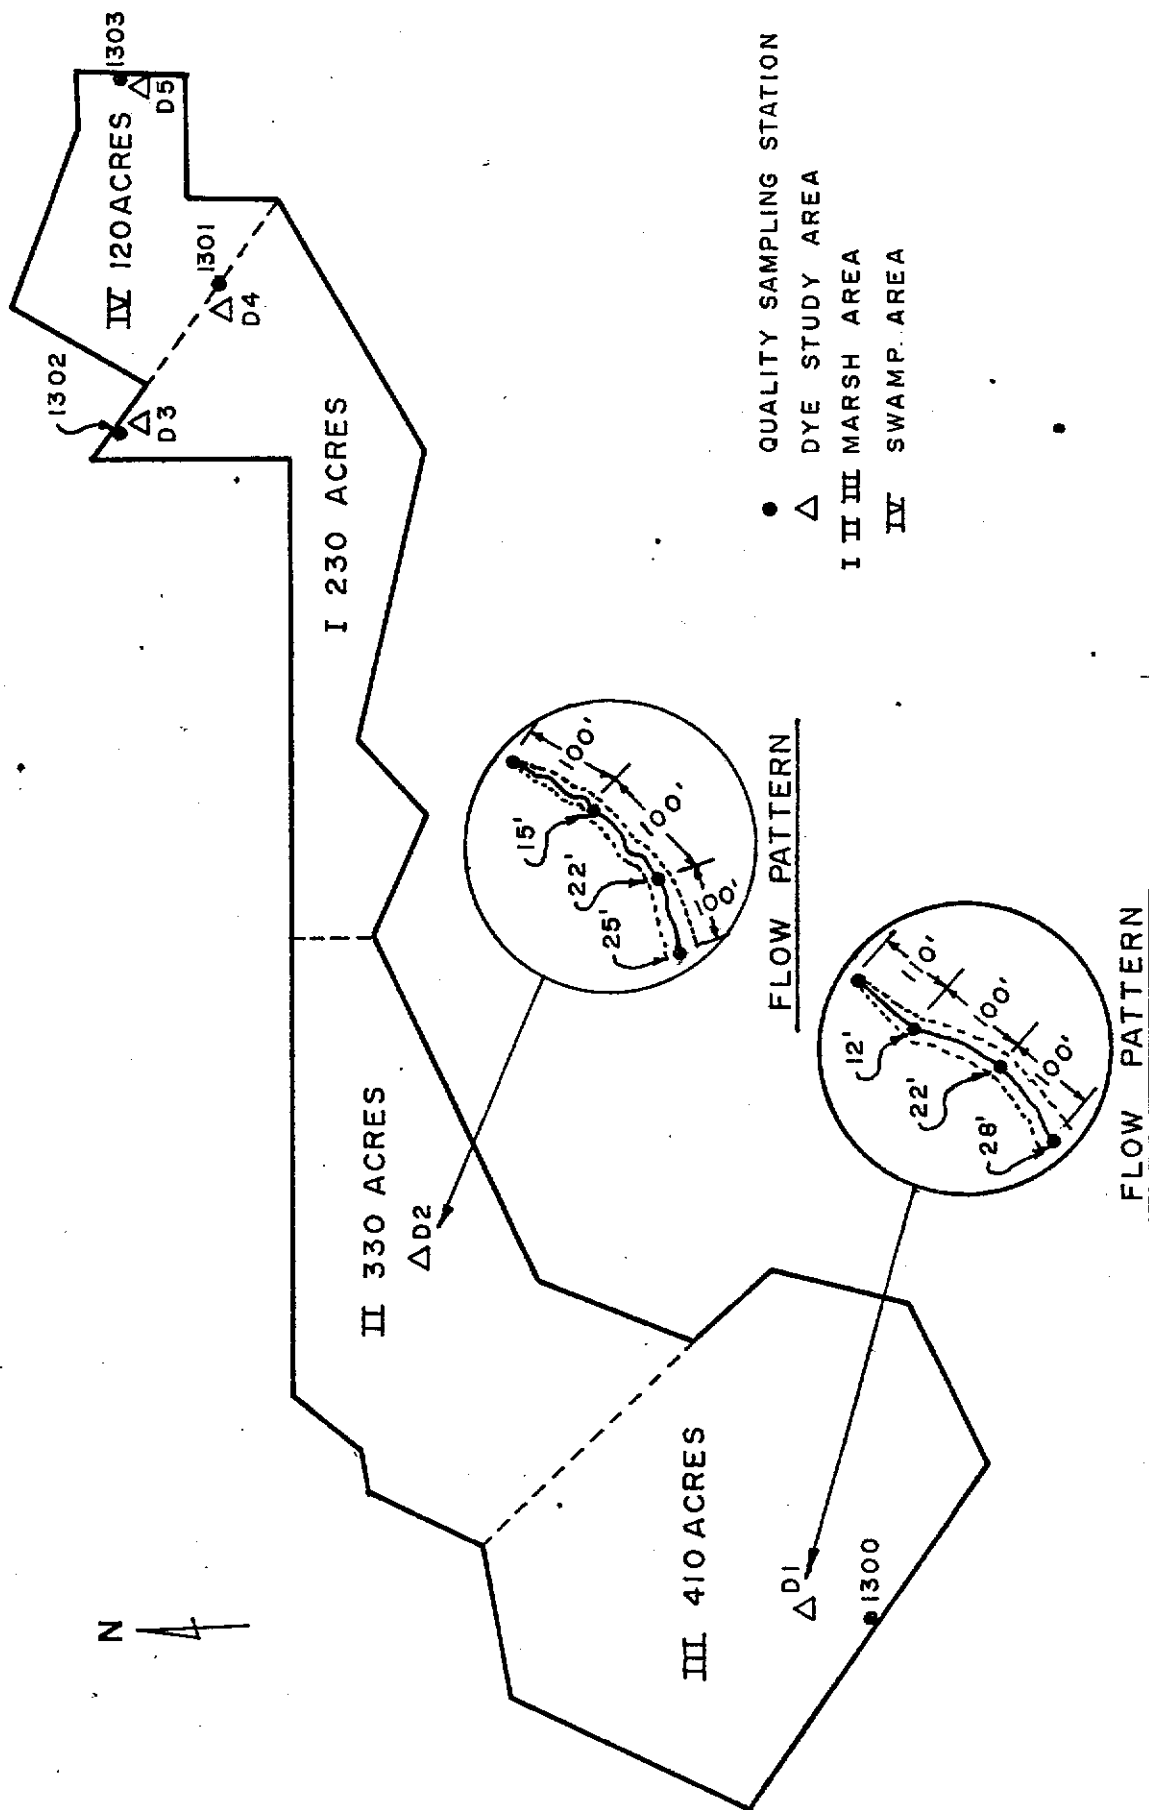 N
1302
D3
IV 120 ACRES
1303
D5
1301
D4
I 230 ACRES
II 330 ACRES
D2
III 410 ACRES
D1
1300
15'
22'
25'
100'
100'
100'
FLOW PATTERN
12'
22'
28'
100'
100'
FLOW PATTERN
QUALITY SAMPLING STATION
DYE STUDY AREA
I II III MARSH AREA
IV SWAMP AREA